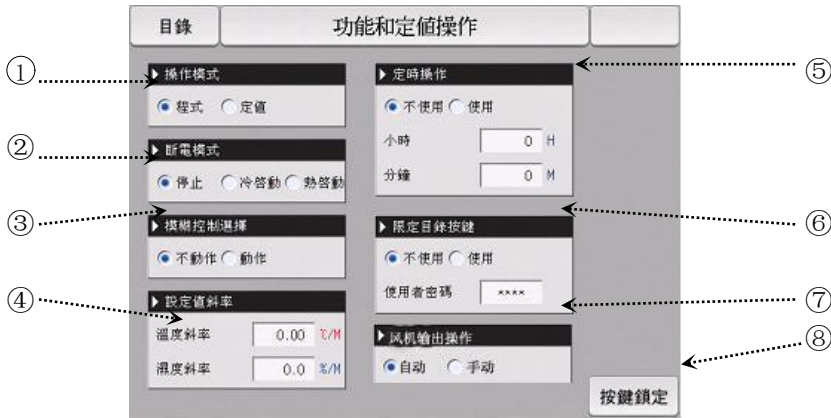 目錄 功能和定値操作
① ▶ 操作模式
程式 定值
② ▶ 断電模式
停止 冷啓動 熱啓動
③ ▶ 模糊控制選擇
不動作 動作
④ ▶ 設定值斜率
溫度斜率 0.00 ℃/M
濕度斜率 0.0 %/M
▶ 定時操作 ⑤
不使用 使用
小時 0 H
分鐘 0 M
▶ 限定目錄按鍵 ⑥
不使用 使用
使用者密碼 **** ⑦
▶ 风机输出操作
自动 手动
⑧
按鍵鎖定